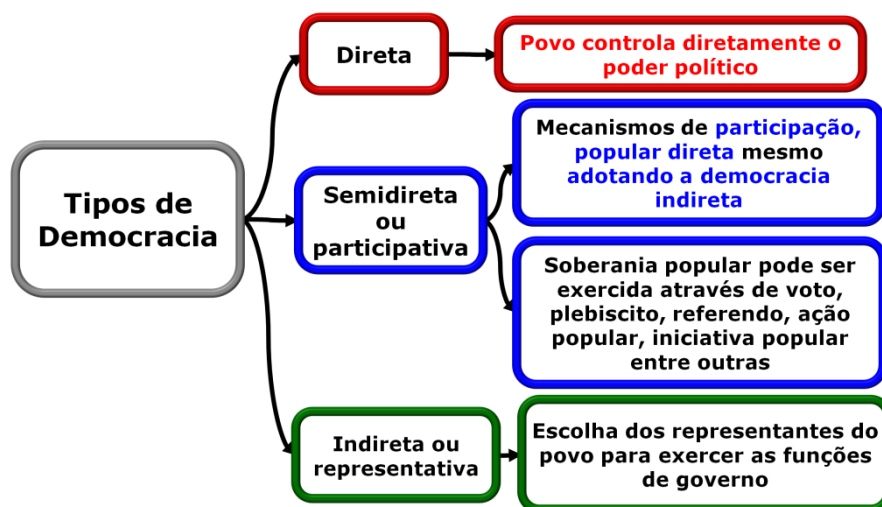 Tipos de
Democracia
Direta
Povo controla diretamente o
poder político
Semidireta
ou
participativa
Mecanismos de participação,
popular direta mesmo
adotando a democracia
indireta
Soberania popular pode ser
exercida através de voto,
plebiscito, referendo, ação
popular, iniciativa popular
entre outras
Indireta ou
representativa
Escolha dos representantes do
povo para exercer as funções
de governo